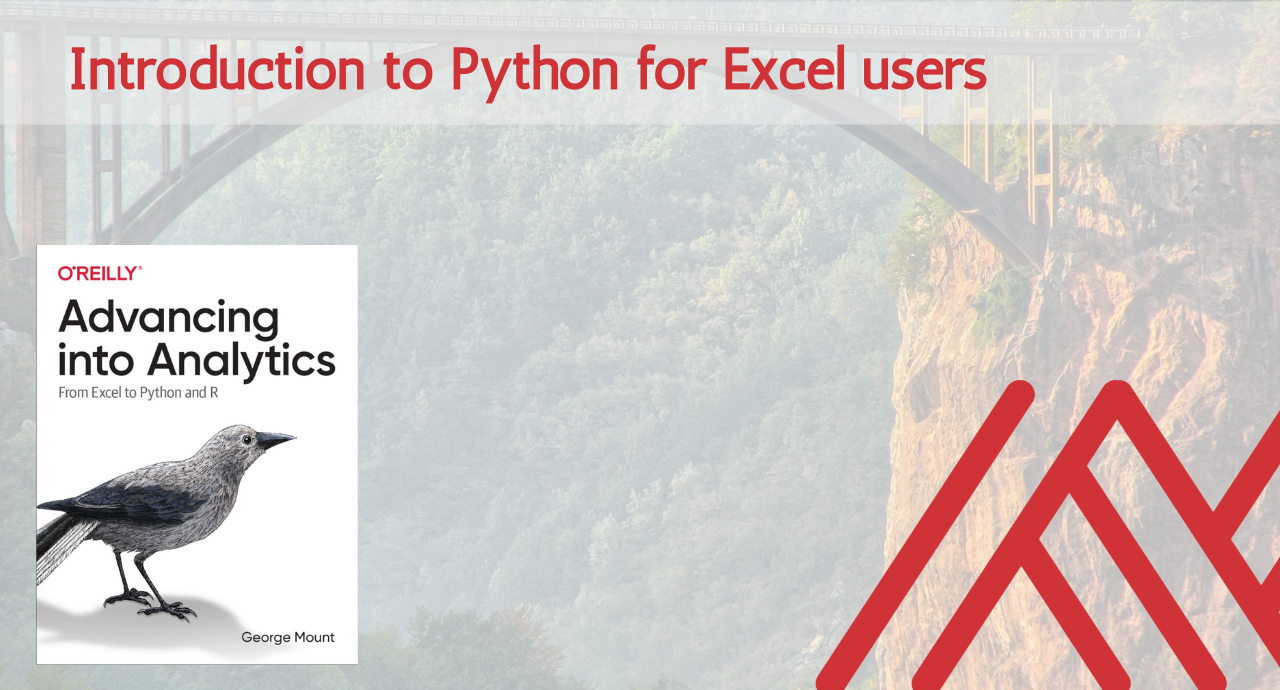 Introduction to Python for Excel users
O'REILLY®
Advancing
into Analytics
From Excel to Python and R
George Mount